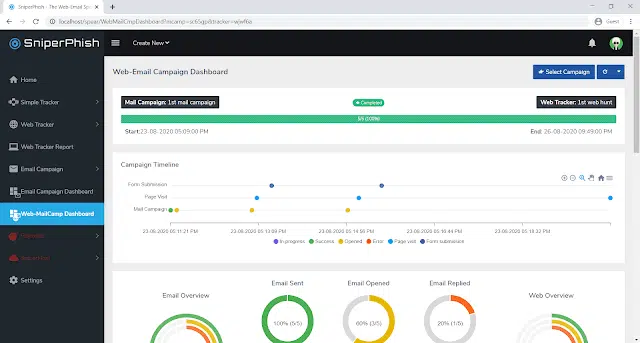 SniperPhish - The Web-Email Spe
localhost/spear/WebMailCmpDashboard?mcamp=sc65gp&tracker=wjwf6o
Guest
SniperPhish
Create New
Home
Simple Tracker
Web Tracker
Web Tracker Report
Email Campaign
Email Campaign Dashboard
Web-MailCamp Dashboard
Settings
Web-Email Campaign Dashboard
Select Campaign
Mail Campaign: 1st mail campaign
Completed
Web Tracker: 1st web hunt
5/5 (100%)
Start:23-08-2020 05:09:00 PM
End: 26-08-2020 09:49:00 PM
Campaign Timeline
Form Submission
Page Visit
Mail Campaign
23-08-2020 05:11:21 PM
23-08-2020 05:13:08 PM
23-08-2020 05:14:56 PM
23-08-2020 05:16:44 PM
23-08-2020 05:18:32 PM
In progress
Success
Opened
Error
Page visit
Form submission
Email Overview
Email Sent
100% (5/5)
Email Opened
60% (3/5)
Email Replied
20% (1/5)
Web Overview